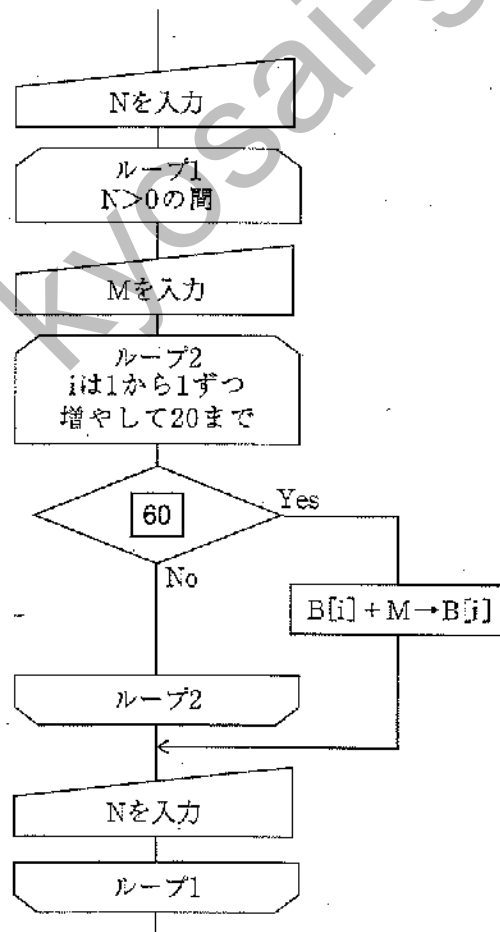 kyosai-g
Nを入力
ループ1
N>0の間
Mを入力
ループ2
iは1から1ずつ
増やして20まで
60
Yes
No
B[i]+M→B[i]
ループ2
Nを入力
ループ1